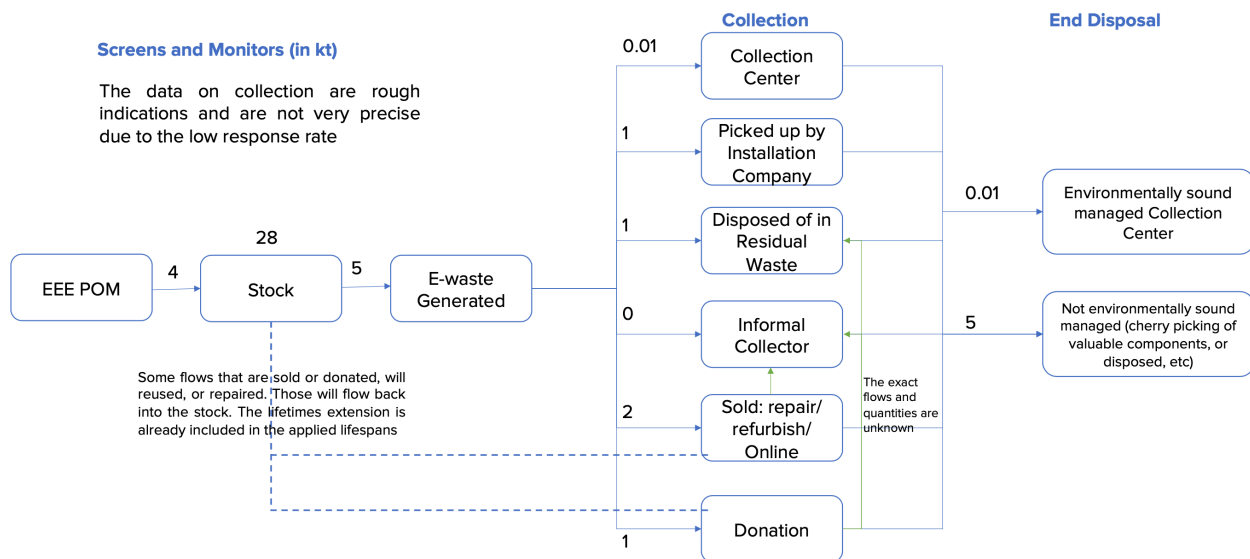 Collection
End Disposal
Screens and Monitors (in kt)
The data on collection are rough
indications and are not very precise
due to the low response rate
0.01
Collection
Center
1
Picked up by
Installation
Company
1
Disposed of in
Residual
Waste
0.01
Environmentally sound
managed Collection
Center
EEE POM
4
28
Stock
5
E-waste
Generated
0
Informal
Collector
5
Not environmentally sound
managed (cherry picking of
valuable components, or
disposed, etc)
Some flows that are sold or donated, will
reused, or repaired. Those will flow back
into the stock. The lifetimes extension is
already included in the applied lifespans
2
Sold: repair/
refurbish/
Online
The exact
flows and
quantities are
unknown
1
Donation